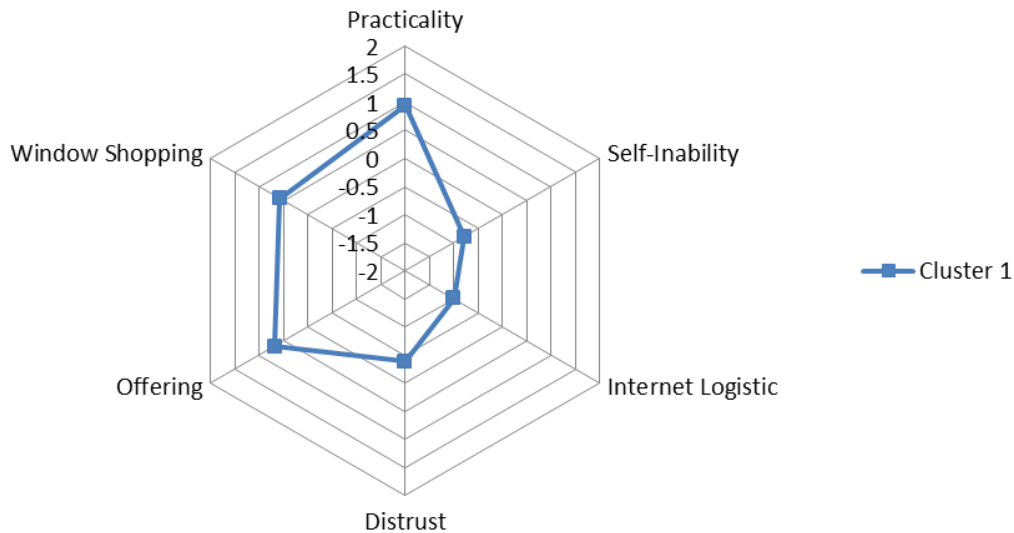 Practicality
2
1.5
1
0.5
0
-0.5
-1
-1.5
-2
Window Shopping
Self-Inability
Cluster 1
Offering
Internet Logistic
Distrust